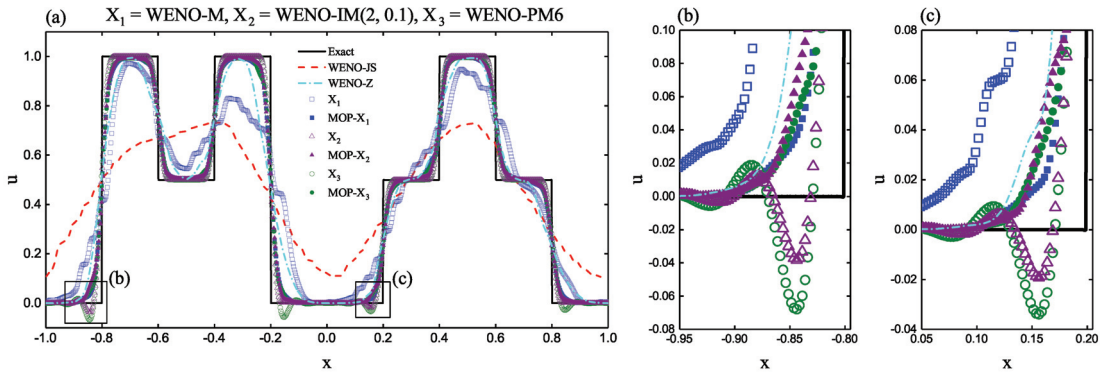 (a) X₁ = WENO-M, X₂ = WENO-IM(2, 0.1), X₃ = WENO-PM6
Exact
WENO-JS
WENO-Z
X₁
MOP-X₁
X₂
MOP-X₂
X₃
MOP-X₃
(b)
(c)
u
1.0
0.8
0.6
0.4
0.2
0.0
-1.0 -0.8 -0.6 -0.4 -0.2 0.0 0.2 0.4 0.6 0.8 1.0
x
(b)
u
0.10
0.08
0.06
0.04
0.02
0.00
-0.02
-0.04
-0.06
-0.08
-0.95 -0.90 -0.85 -0.80
x
(c)
u
0.08
0.06
0.04
0.02
0.00
-0.02
-0.04
0.05 0.10 0.15 0.20
x